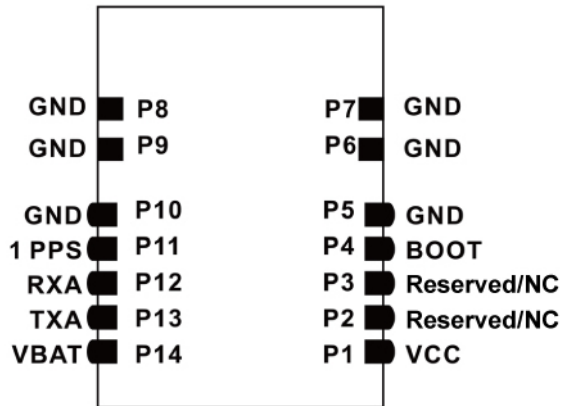 GND P8 P7 GND
GND P9 P6 GND
GND P10 P5 GND
1 PPS P11 P4 BOOT
RXA P12 P3 Reserved/NC
TXA P13 P2 Reserved/NC
VBAT P14 P1 VCC